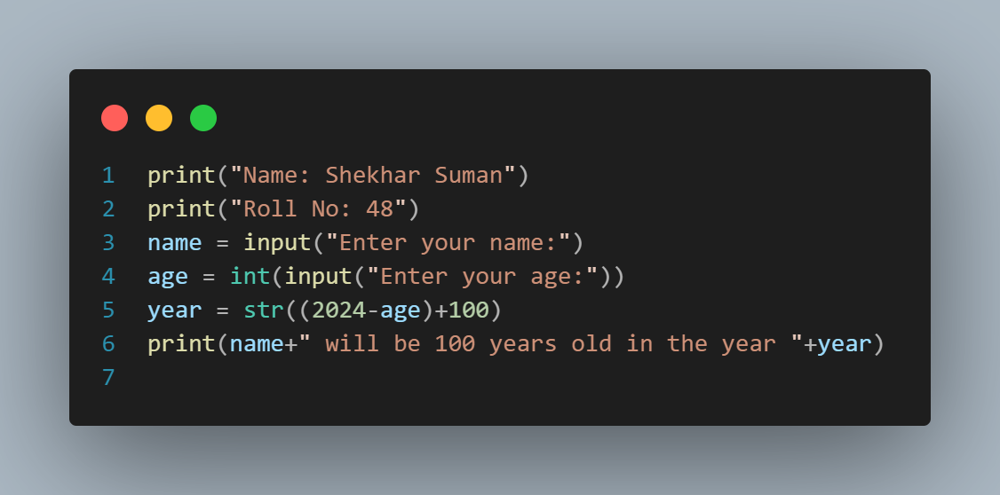 1 print("Name: Shekhar Suman")
2 print("Roll No: 48")
3 name = input("Enter your name:")
4 age = int(input("Enter your age:"))
5 year = str((2024-age)+100)
6 print(name+" will be 100 years old in the year "+year)
7